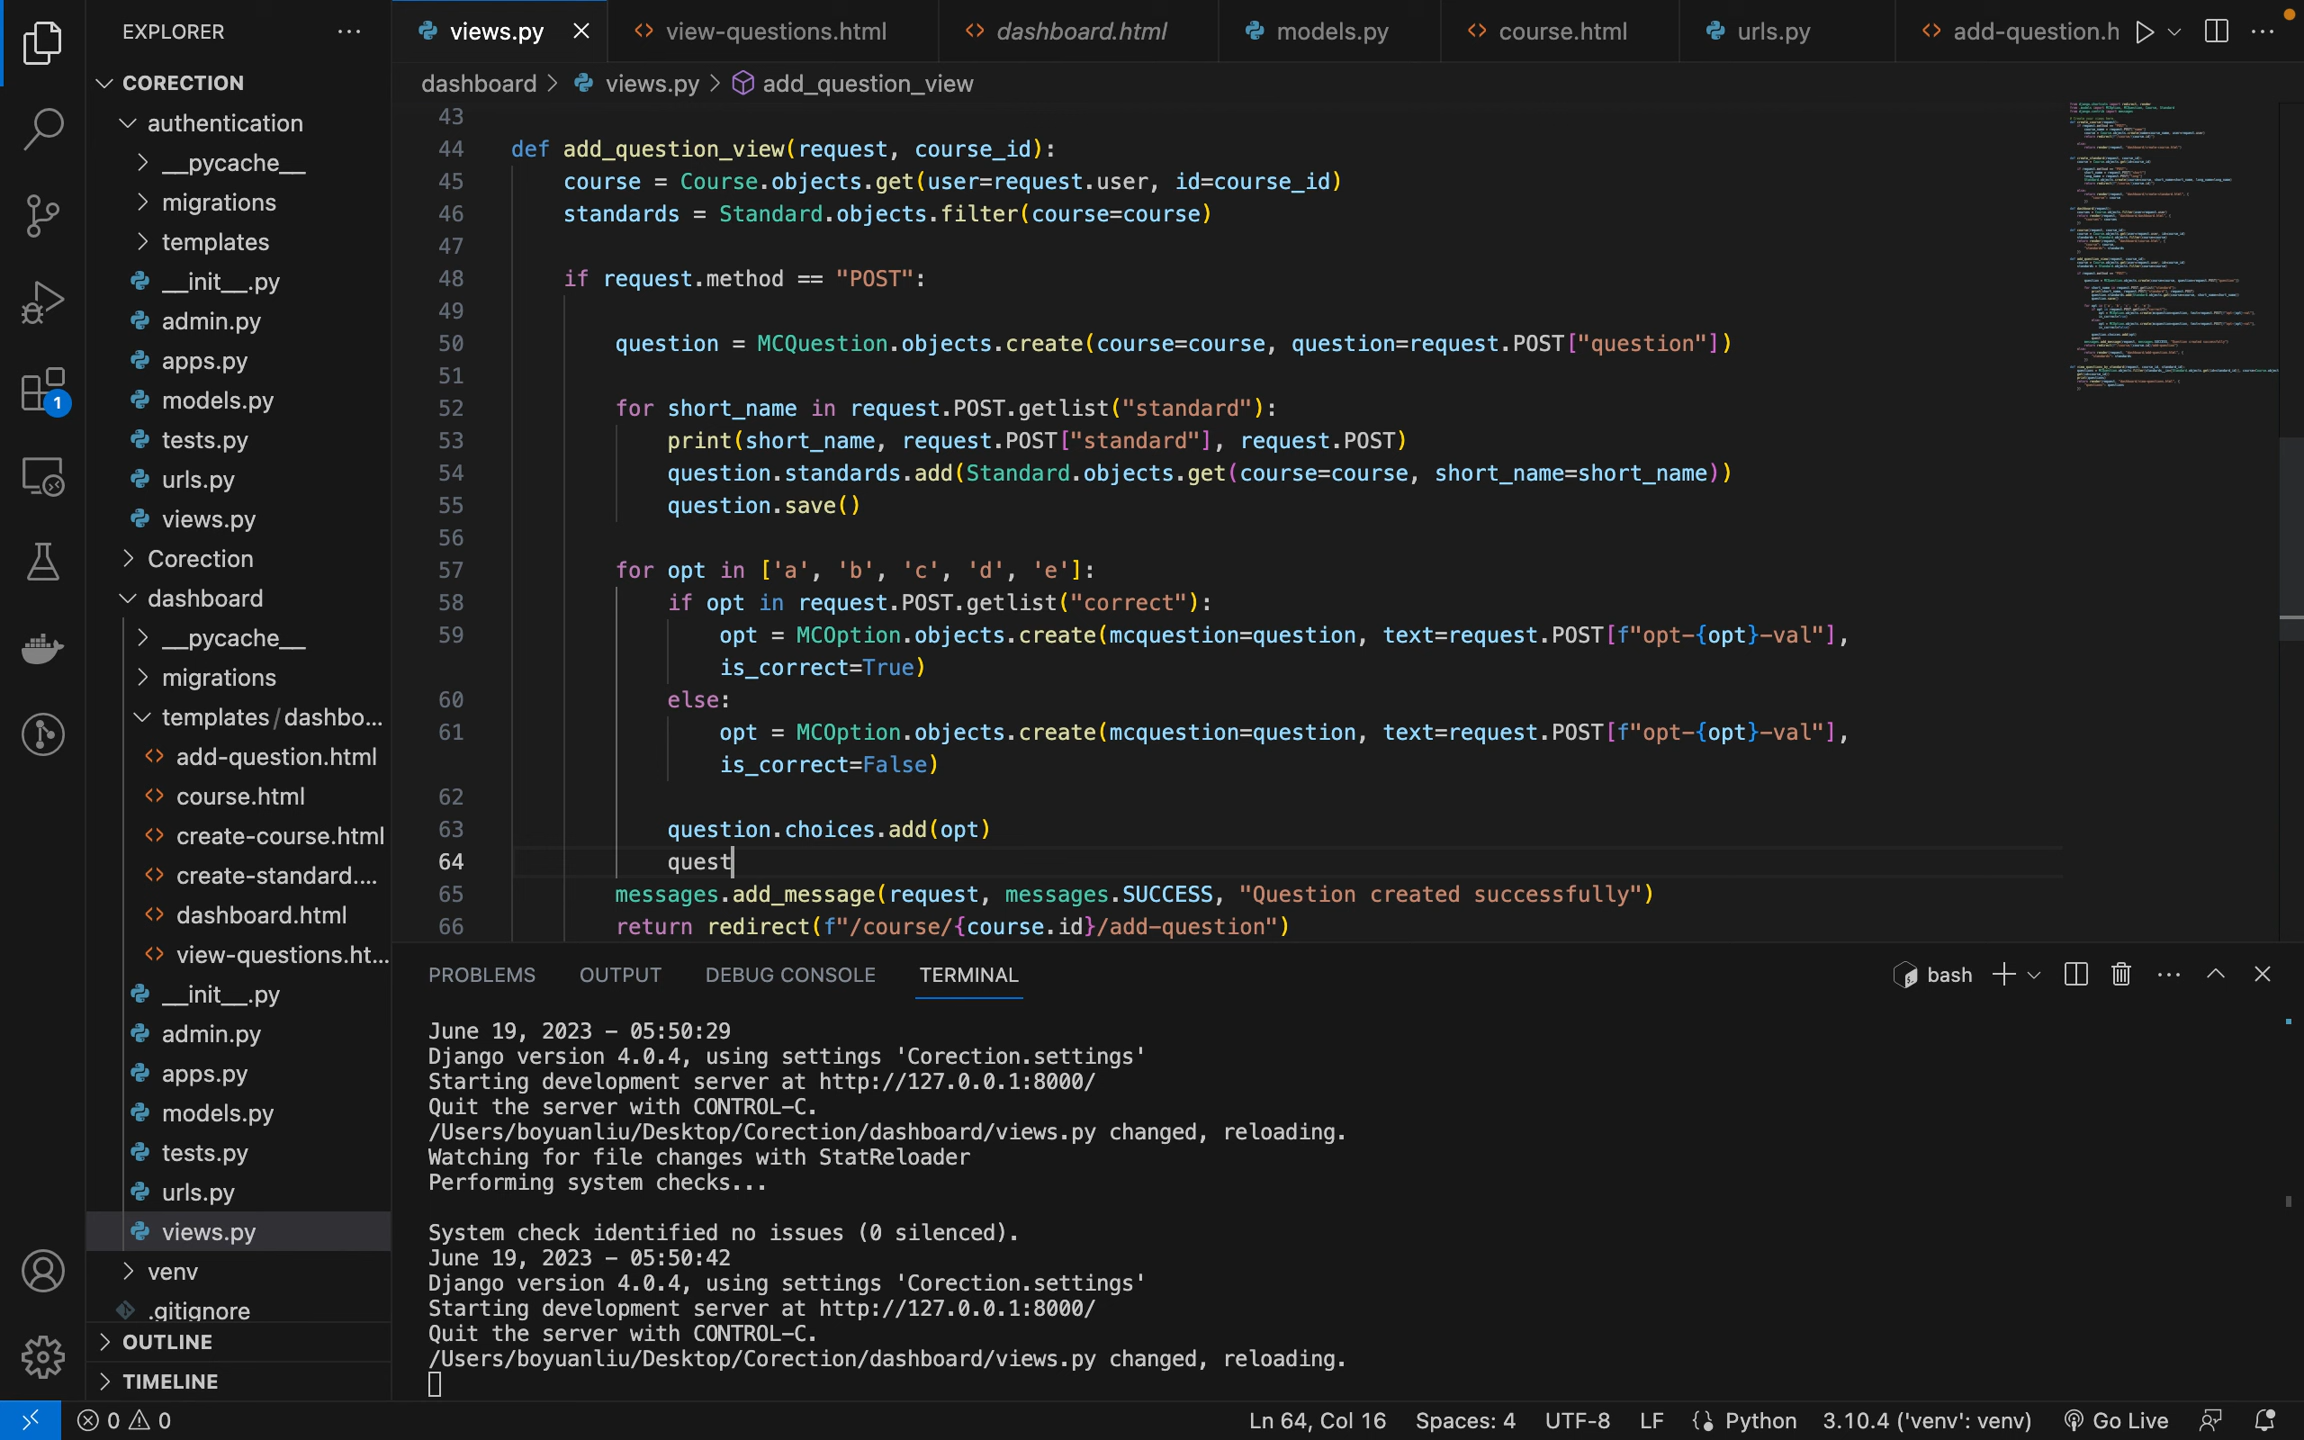 EXPLORER
CORECTION
authentication
__pycache__
migrations
templates
__init__.py
admin.py
apps.py
models.py
tests.py
urls.py
views.py
Corection
dashboard
__pycache__
migrations
templates/dashbo...
add-question.html
course.html
create-course.html
create-standard....
dashboard.html
view-questions.ht...
__init__.py
admin.py
apps.py
models.py
tests.py
urls.py
views.py
venv
.gitignore
OUTLINE
TIMELINE
1
views.py
view-questions.html
dashboard.html
models.py
course.html
urls.py
add-question.h
dashboard > views.py > add_question_view
43
44 def add_question_view(request, course_id):
45 course = Course.objects.get(user=request.user, id=course_id)
46 standards = Standard.objects.filter(course=course)
47
48 if request.method == "POST":
49
50 question = MCQuestion.objects.create(course=course, question=request.POST["question"])
51
52 for short_name in request.POST.getlist("standard"):
53 print(short_name, request.POST["standard"], request.POST)
54 question.standards.add(Standard.objects.get(course=course, short_name=short_name))
55 question.save()
56
57 for opt in ['a', 'b', 'c', 'd', 'e']:
58 if opt in request.POST.getlist("correct"):
59 opt = MCOption.objects.create(mcquestion=question, text=request.POST[f"opt-{opt}-val"],
is_correct=True)
60 else:
61 opt = MCOption.objects.create(mcquestion=question, text=request.POST[f"opt-{opt}-val"],
is_correct=False)
62
63 question.choices.add(opt)
64 quest
65 messages.add_message(request, messages.SUCCESS, "Question created successfully")
66 return redirect(f"/course/{course.id}/add-question")
PROBLEMS OUTPUT DEBUG CONSOLE TERMINAL
bash
June 19, 2023 - 05:50:29
Django version 4.0.4, using settings 'Corection.settings'
Starting development server at http://127.0.0.1:8000/
Quit the server with CONTROL-C.
/Users/boyuanliu/Desktop/Corection/dashboard/views.py changed, reloading.
Watching for file changes with StatReloader
Performing system checks...
System check identified no issues (0 silenced).
June 19, 2023 - 05:50:42
Django version 4.0.4, using settings 'Corection.settings'
Starting development server at http://127.0.0.1:8000/
Quit the server with CONTROL-C.
/Users/boyuanliu/Desktop/Corection/dashboard/views.py changed, reloading.
0 0
Ln 64, Col 16 Spaces: 4 UTF-8 LF Python 3.10.4 ('venv': venv) Go Live